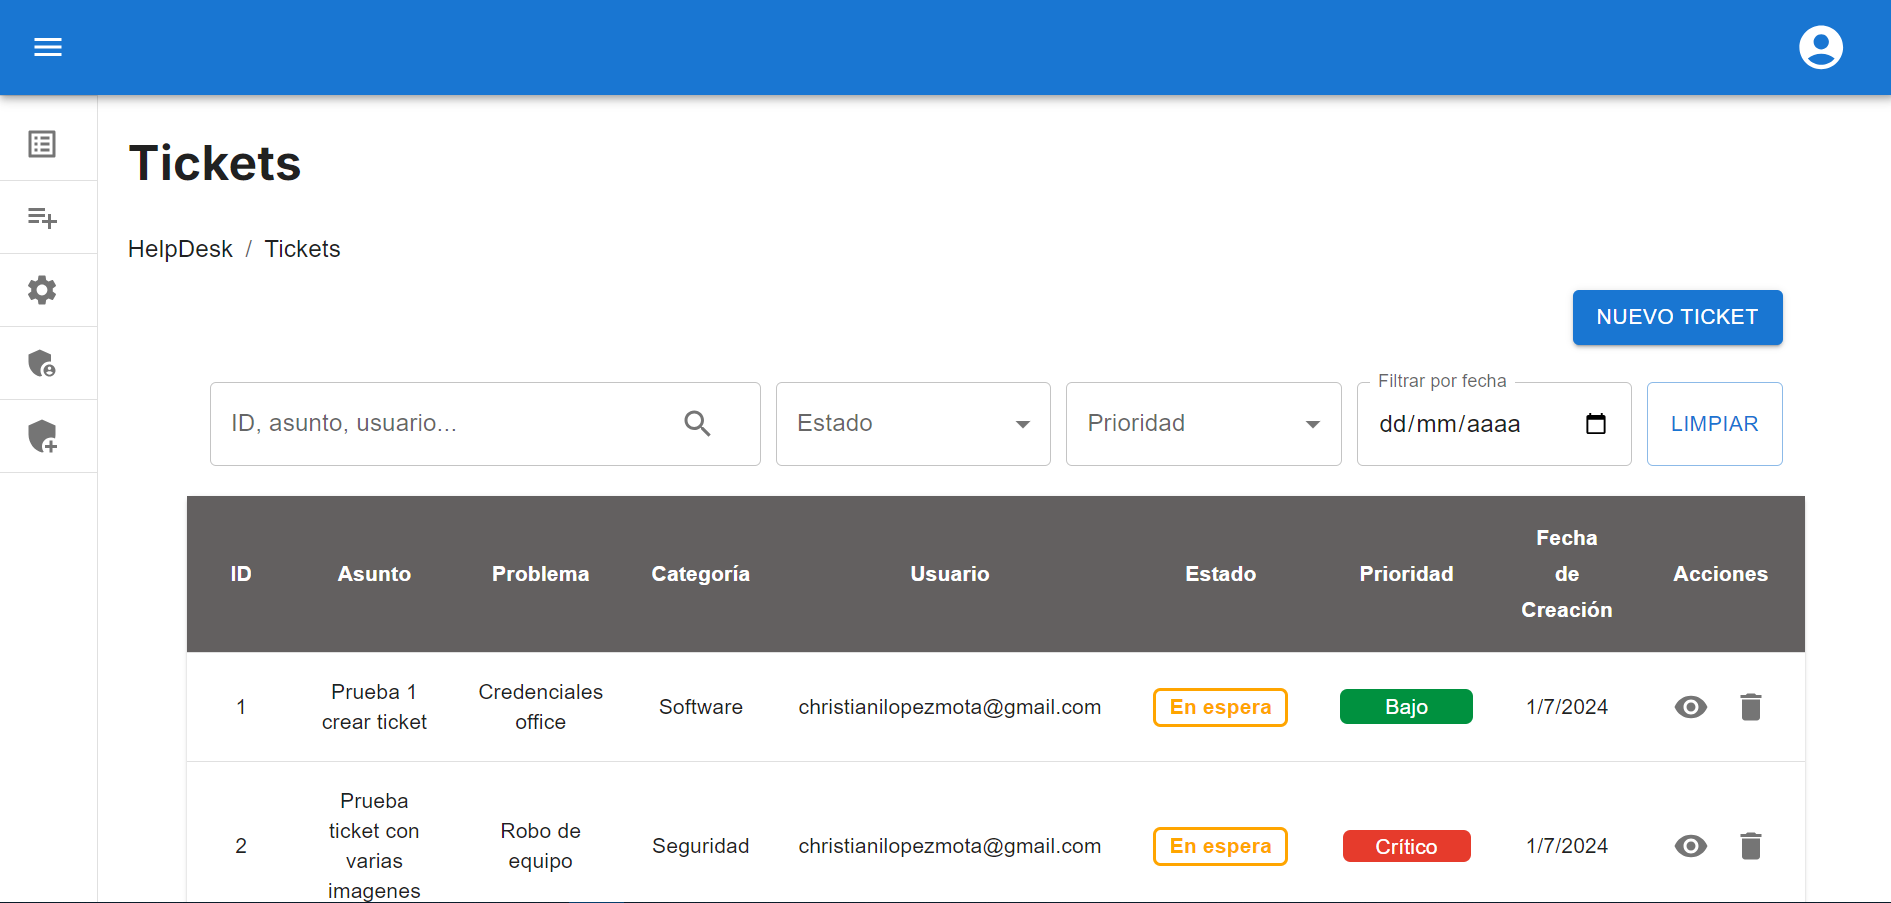 Tickets
HelpDesk / Tickets
NUEVO TICKET
Filtrar por fecha
ID, asunto, usuario... Estado Prioridad dd/mm/aaaa LIMPIAR
ID Asunto Problema Categoría Usuario Estado Prioridad Fecha de Creación Acciones
1 Prueba 1 crear ticket Credenciales office Software christianilopezmota@gmail.com En espera Bajo 1/7/2024
2 Prueba ticket con varias imagenes Robo de equipo Seguridad christianilopezmota@gmail.com En espera Crítico 1/7/2024